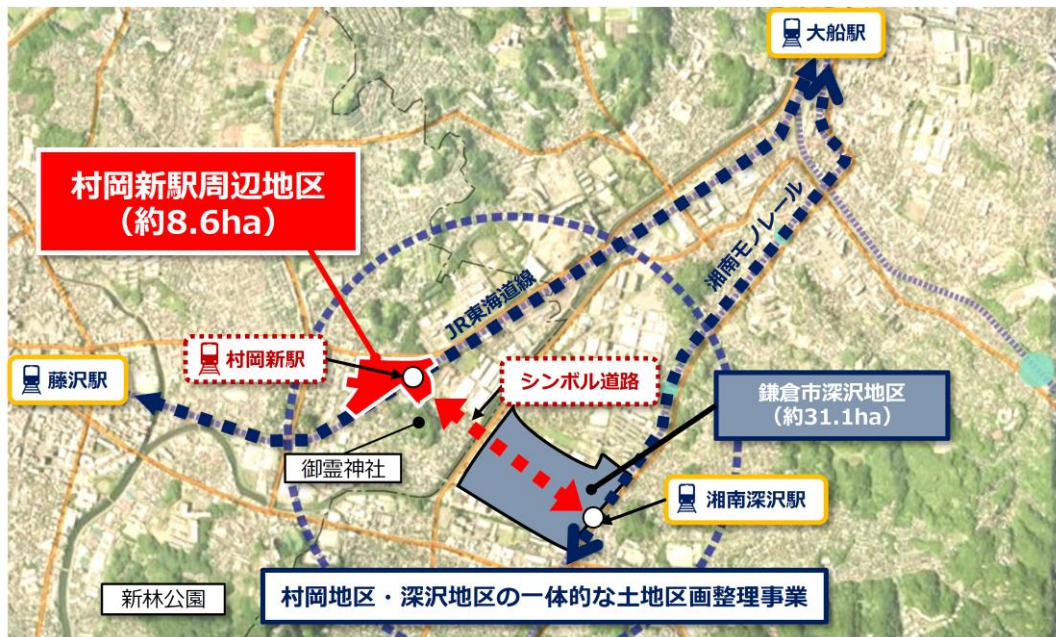 大船駅
村岡新駅周辺地区
（約8.6ha）
湘南モノレール
JR東海道線
村岡新駅
藤沢駅
シンボル道路
鎌倉市深沢地区
（約31.1ha）
御霊神社
湘南深沢駅
新林公園
村岡地区・深沢地区の一体的な土地区画整理事業